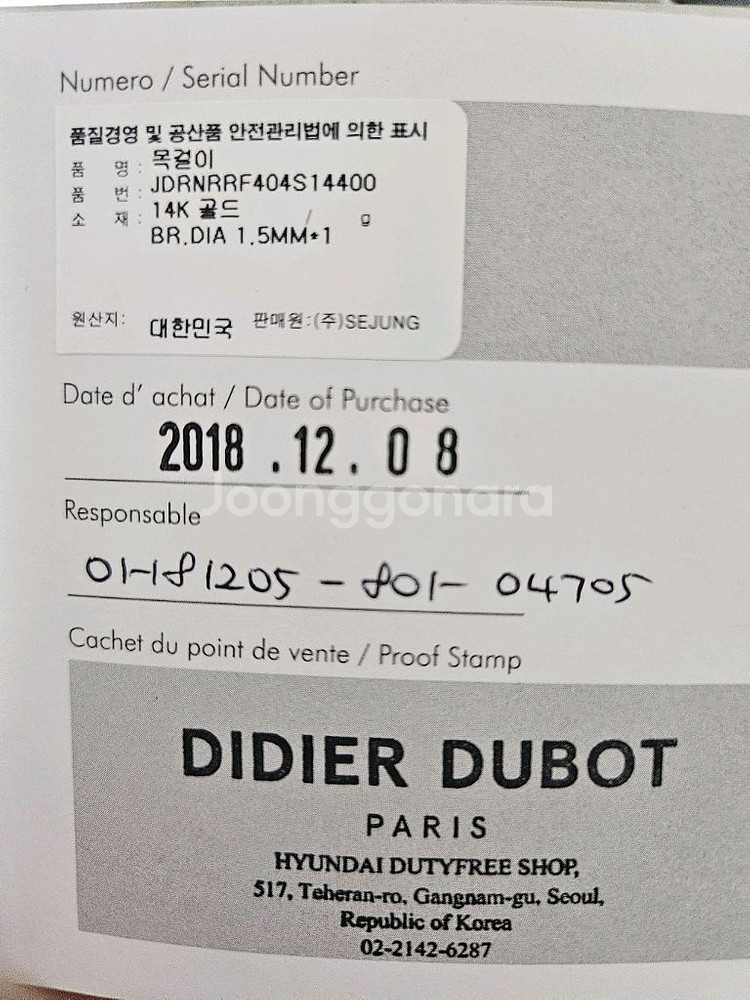 Numero / Serial Number
품질경영 및 공산품 안전관리법에 의한 표시
품 명 : 목걸이
품 번 : JDRNRRF404S14400
소 재 : 14K 골드 / g
BR.DIA 1.5MM*1
원산지: 대한민국 판매원:(주)SEJUNG
Date d' achat / Date of Purchase
2018 .12. 0 8
Joonggonara
Responsable
01-181205 - 801- 04705
Cachet du point de vente / Proof Stamp
DIDIER DUBOT
PARIS
HYUNDAI DUTYFREE SHOP,
517, Teheran-ro, Gangnam-gu, Seoul,
Republic of Korea
02-2142-6287